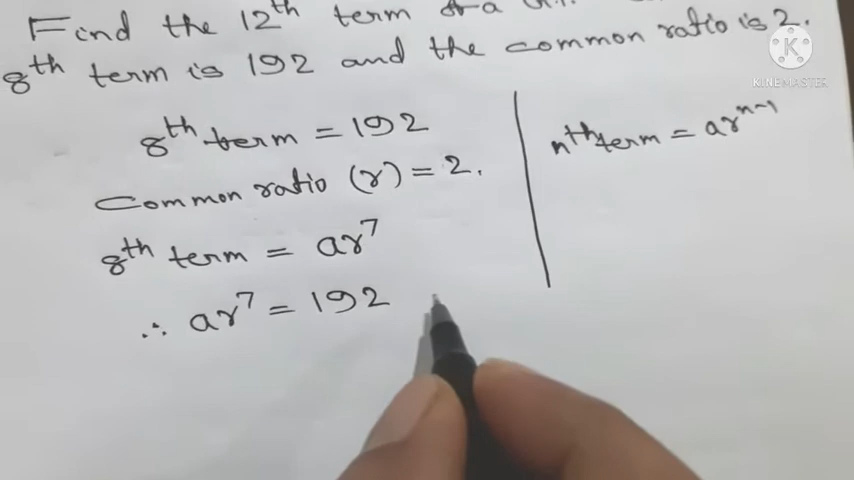 Find the 12th term of a
8th term is 192 and the common ratio is 2.
8th term = 192
Common ratio (r) = 2.
8th term = ar⁷
∴ ar⁷ = 192
nth term = arⁿ⁻¹
KINEMASTER